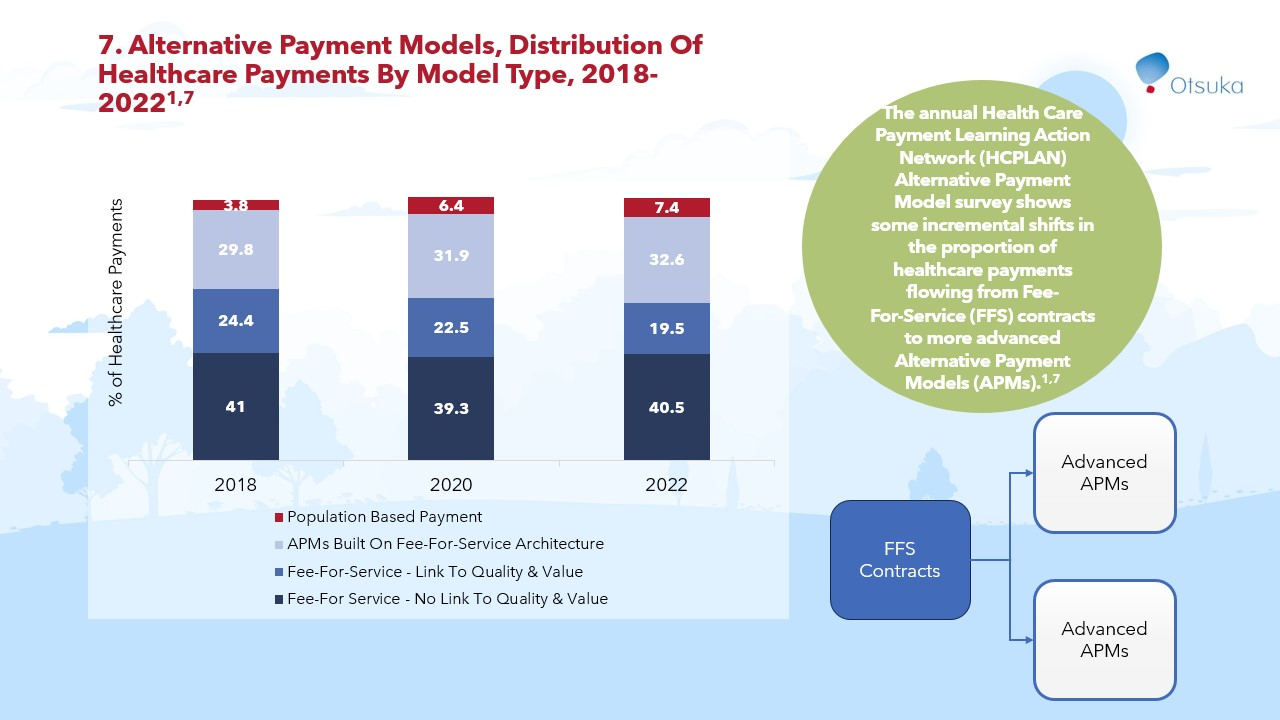 7. Alternative Payment Models, Distribution Of
Healthcare Payments By Model Type, 2018-
2022¹,⁷
Otsuka
The annual Health Care
Payment Learning Action
Network (HCPLAN)
Alternative Payment
Model survey shows
some incremental shifts in
the proportion of
healthcare payments
flowing from Fee-
For-Service (FFS) contracts
to more advanced
Alternative Payment
Models (APMs).¹,⁷
% of Healthcare Payments
3.8
6.4
7.4
29.8
31.9
32.6
24.4
22.5
19.5
41
39.3
40.5
2018
2020
2022
Population Based Payment
APMs Built On Fee-For-Service Architecture
Fee-For-Service - Link To Quality & Value
Fee-For Service - No Link To Quality & Value
FFS
Contracts
Advanced
APMs
Advanced
APMs